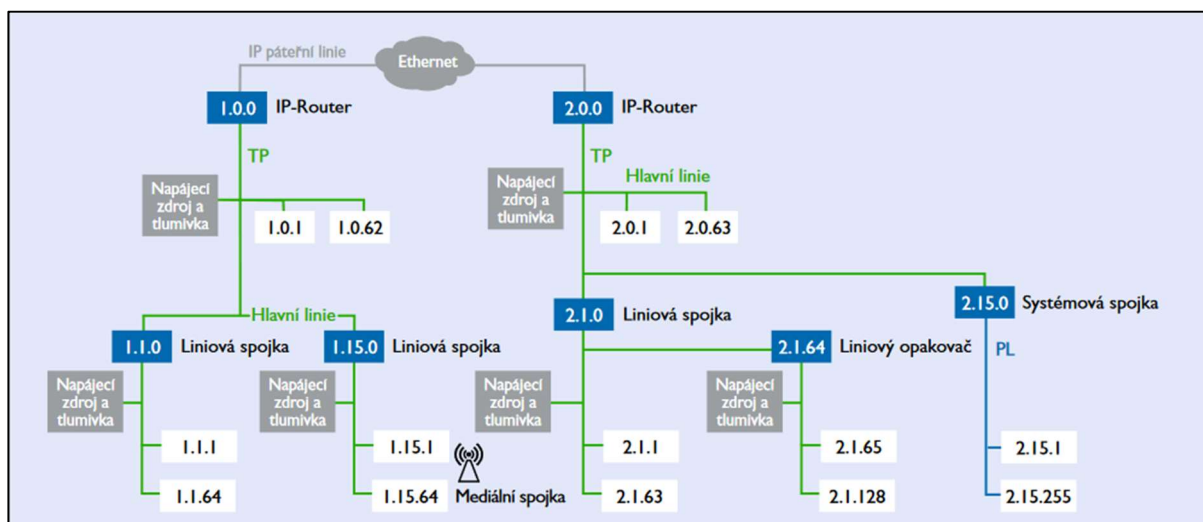 IP páteřní linie
Ethernet
1.0.0 IP-Router
2.0.0 IP-Router
TP
TP
Napájecí
zdroj a
tlumivka
1.0.1
1.0.62
Napájecí
zdroj a
tlumivka
Hlavní linie
2.0.1
2.0.63
Hlavní linie
1.1.0 Liniová spojka
1.15.0 Liniová spojka
2.1.0 Liniová spojka
2.15.0 Systémová spojka
2.1.64 Liniový opakovač
PL
Napájecí
zdroj a
tlumivka
Napájecí
zdroj a
tlumivka
Napájecí
zdroj a
tlumivka
Napájecí
zdroj a
tlumivka
1.1.1
1.15.1
2.1.1
2.1.65
2.15.1
1.1.64
1.15.64
Mediální spojka
2.1.63
2.1.128
2.15.255